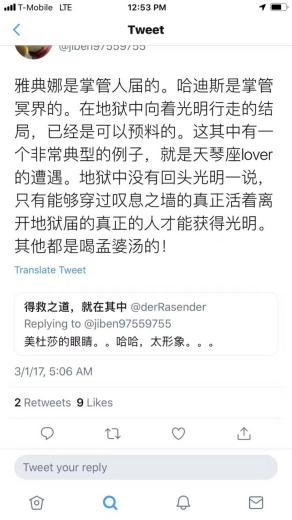 T-Mobile LTE 12:53 PM
Tweet
@jiben97559755
雅典娜是掌管人届的。哈迪斯是掌管
冥界的。在地狱中向着光明行走的结
局，已经是可以预料的。这其中有一
个非常典型的例子，就是天琴座lover
的遭遇。地狱中没有回头光明一说，
只有能够穿过叹息之墙的真正活着离
开地狱届的真正的人才能获得光明。
其他都是喝孟婆汤的！
Translate Tweet
得救之道，就在其中 @derRasender
Replying to @jiben97559755
美杜莎的眼睛。。哈哈，太形象。。。
3/1/17, 5:06 AM
2 Retweets 9 Likes
Tweet your reply